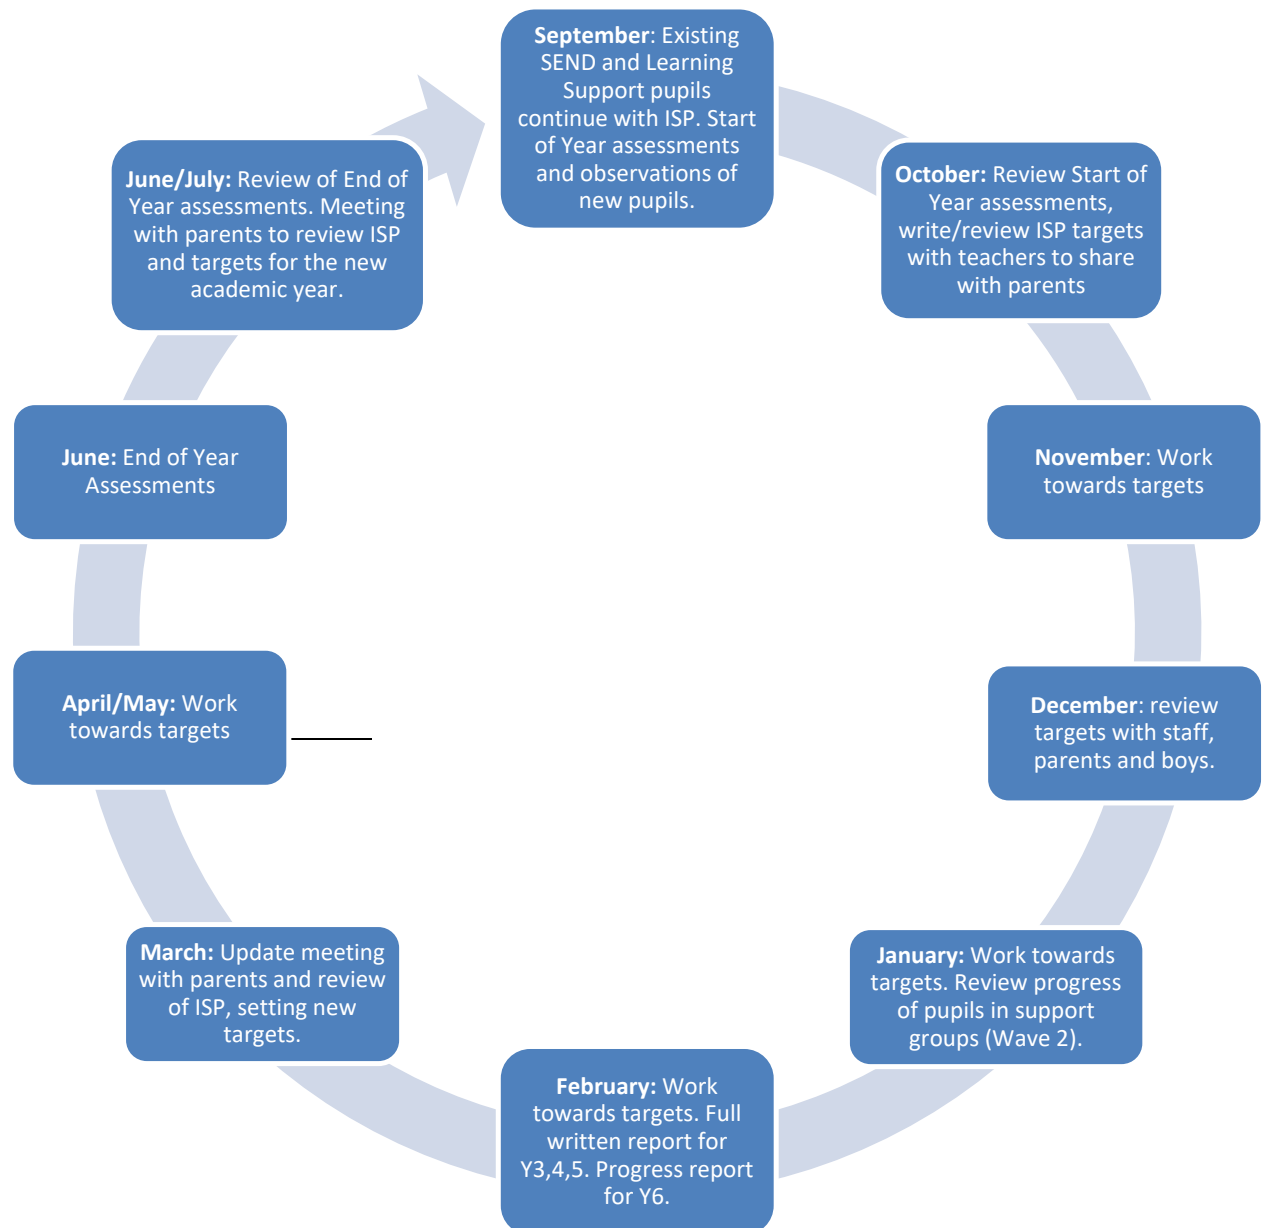 September: Existing
SEND and Learning
Support pupils
continue with ISP. Start
of Year assessments
and observations of
new pupils.
October: Review Start of
Year assessments,
write/review ISP targets
with teachers to share
with parents
November: Work
towards targets
December: review
targets with staff,
parents and boys.
January: Work towards
targets. Review progress
of pupils in support
groups (Wave 2).
February: Work
towards targets. Full
written report for
Y3,4,5. Progress report
for Y6.
March: Update meeting
with parents and review
of ISP, setting new
targets.
April/May: Work
towards targets
June: End of Year
Assessments
June/July: Review of End of
Year assessments. Meeting
with parents to review ISP
and targets for the new
academic year.